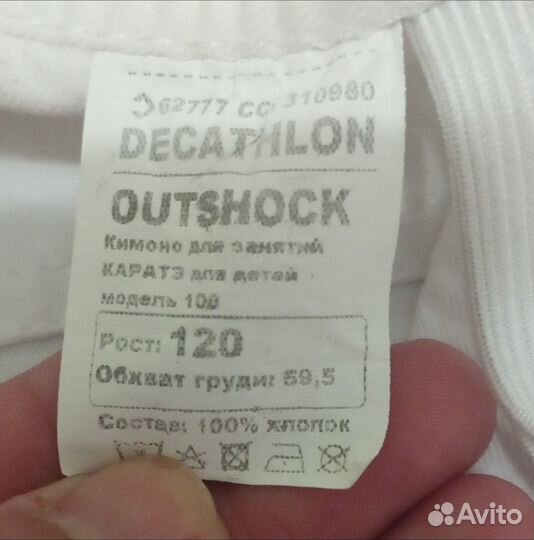 62777 CC 310980
DECATHLON
OUTSHOCK
Кимоно для занятий
КАРАТЭ для детей
модель 100
Рост: 120
Обхват груди: 59,5
Состав: 100% хлопок
Avito